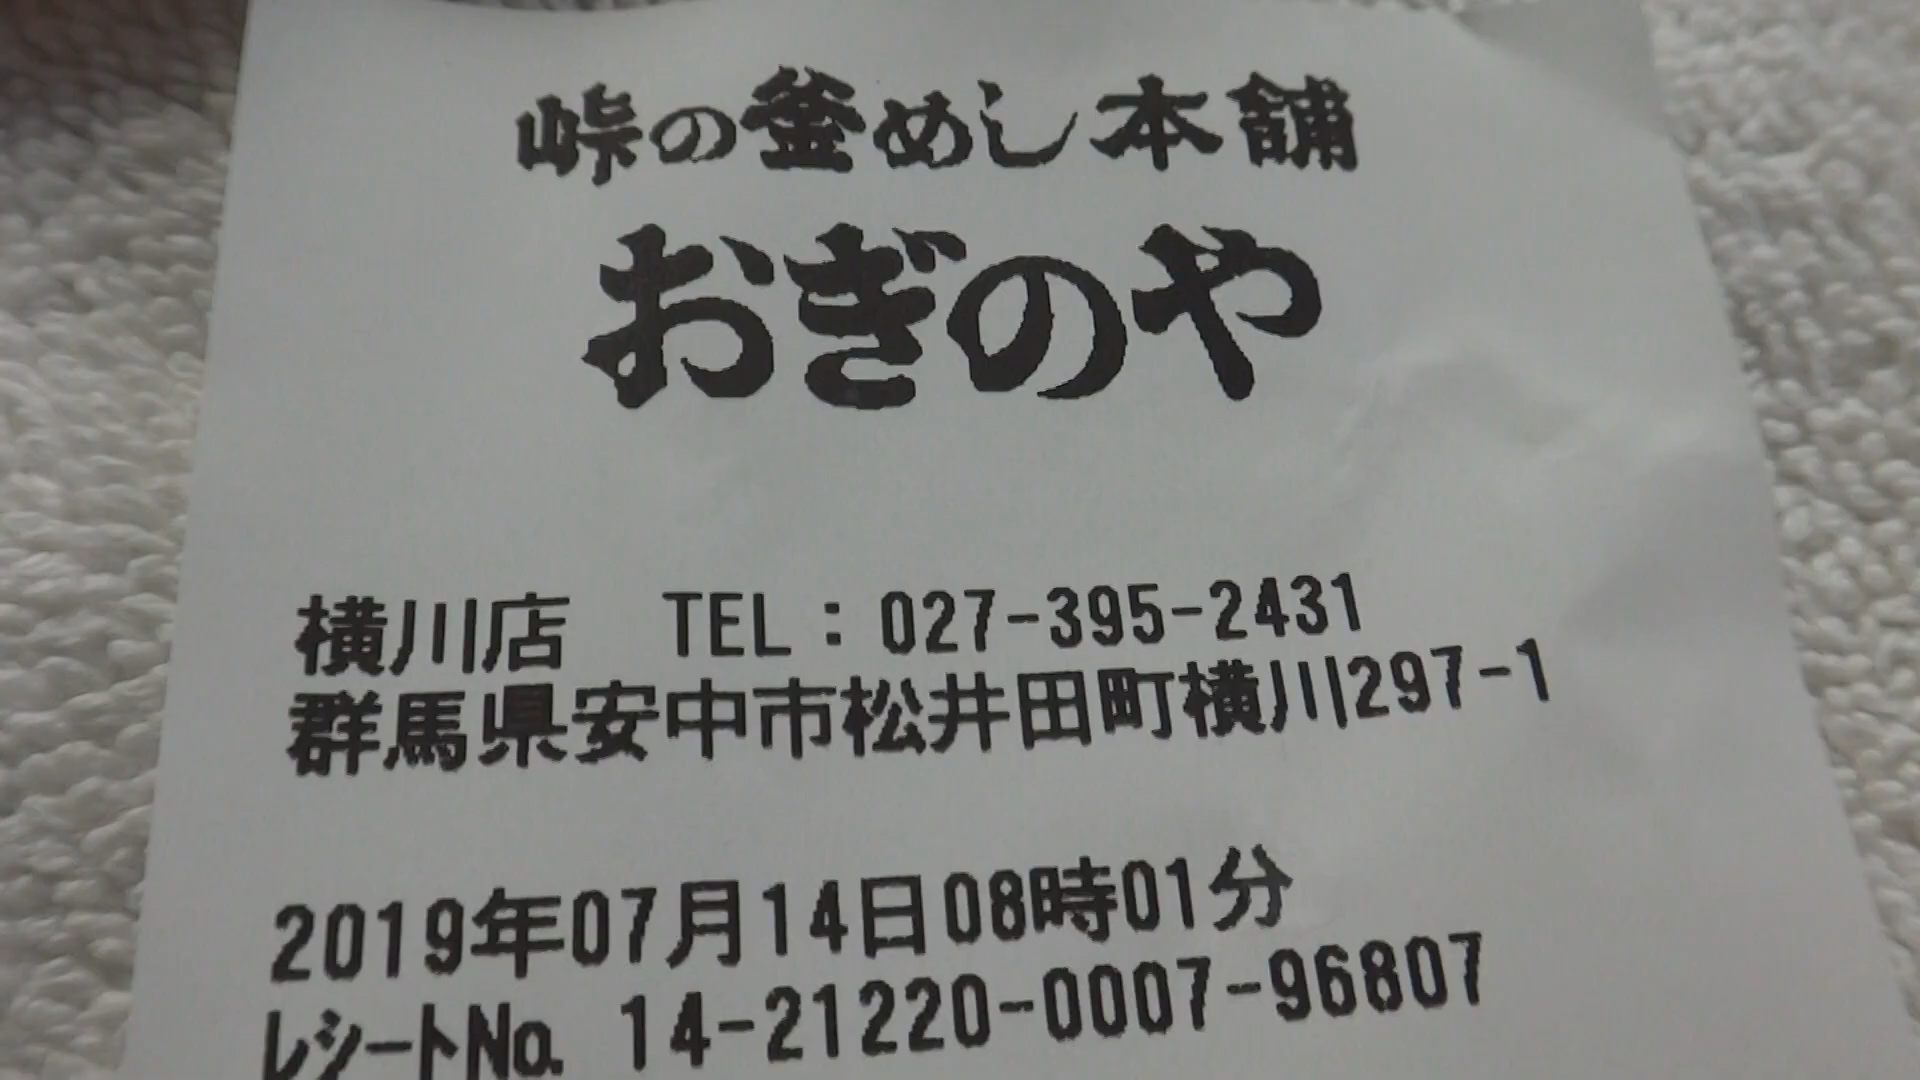 峠の釜めし本舗
おぎのや
横川店 TEL：027-395-2431
群馬県安中市松井田町横川297-1
2019年07月14日08時01分
レシートNo. 14-21220-0007-96807